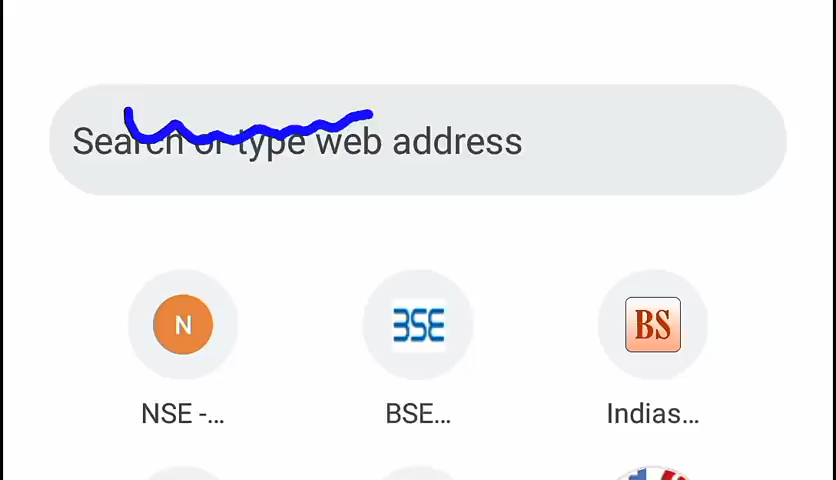 Search or type web address
N
BSE
BS
NSE -...
BSE...
Indias...